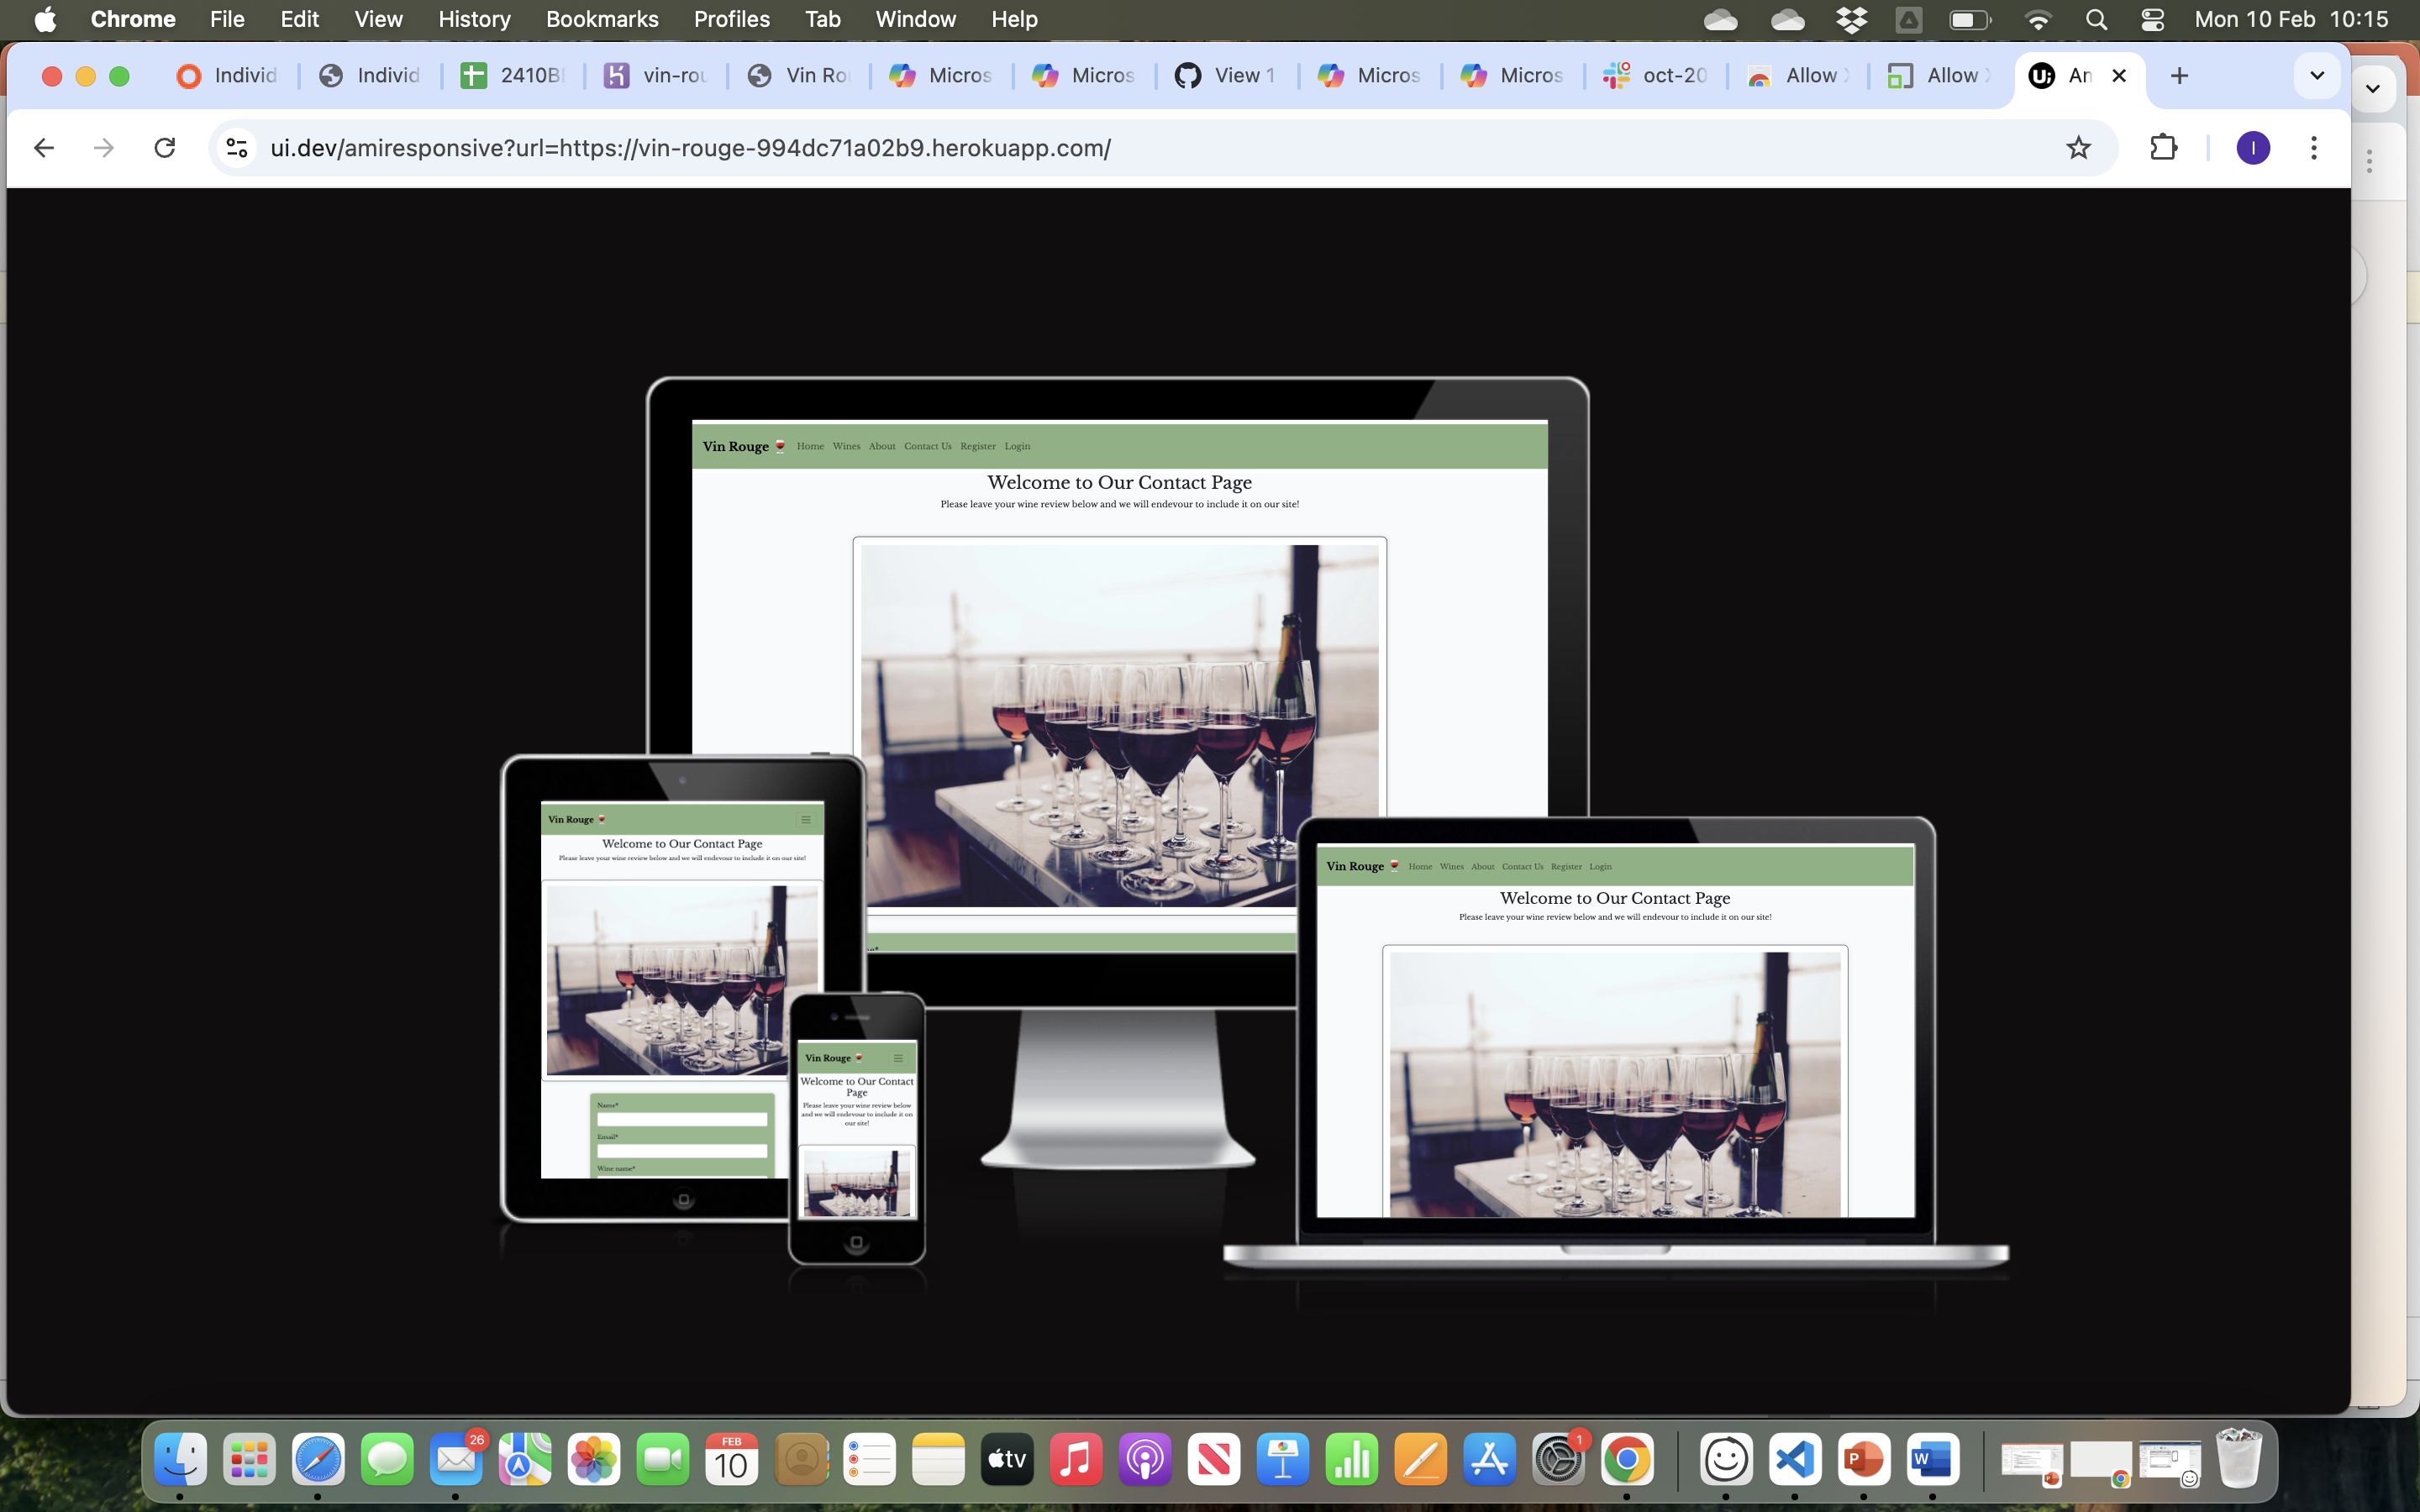 Chrome File Edit View History Bookmarks Profiles Tab Window Help Mon 10 Feb 10:15
Individ Individ 2410B vin-rou Vin Ro Micros Micros View 1 Micros Micros oct-20 Allow Allow An
ui.dev/amiresponsive?url=https://vin-rouge-994dc71a02b9.herokuapp.com/ I
Vin Rouge Home Wines About Contact Us Register Login
Welcome to Our Contact Page
Please leave your wine review below and we will endevour to include it on our site!
Vin Rouge
Welcome to Our Contact Page
Please leave your wine review below and we will endevour to include it on our site!
Name*
Email*
Wine name*
Vin Rouge
Welcome to Our Contact
Page
Please leave your wine review below
and we will endevour to include it on
our site!
Vin Rouge Home Wines About Contact Us Register Login
Welcome to Our Contact Page
Please leave your wine review below and we will endevour to include it on our site!
26
FEB
10
tv
1
P
W